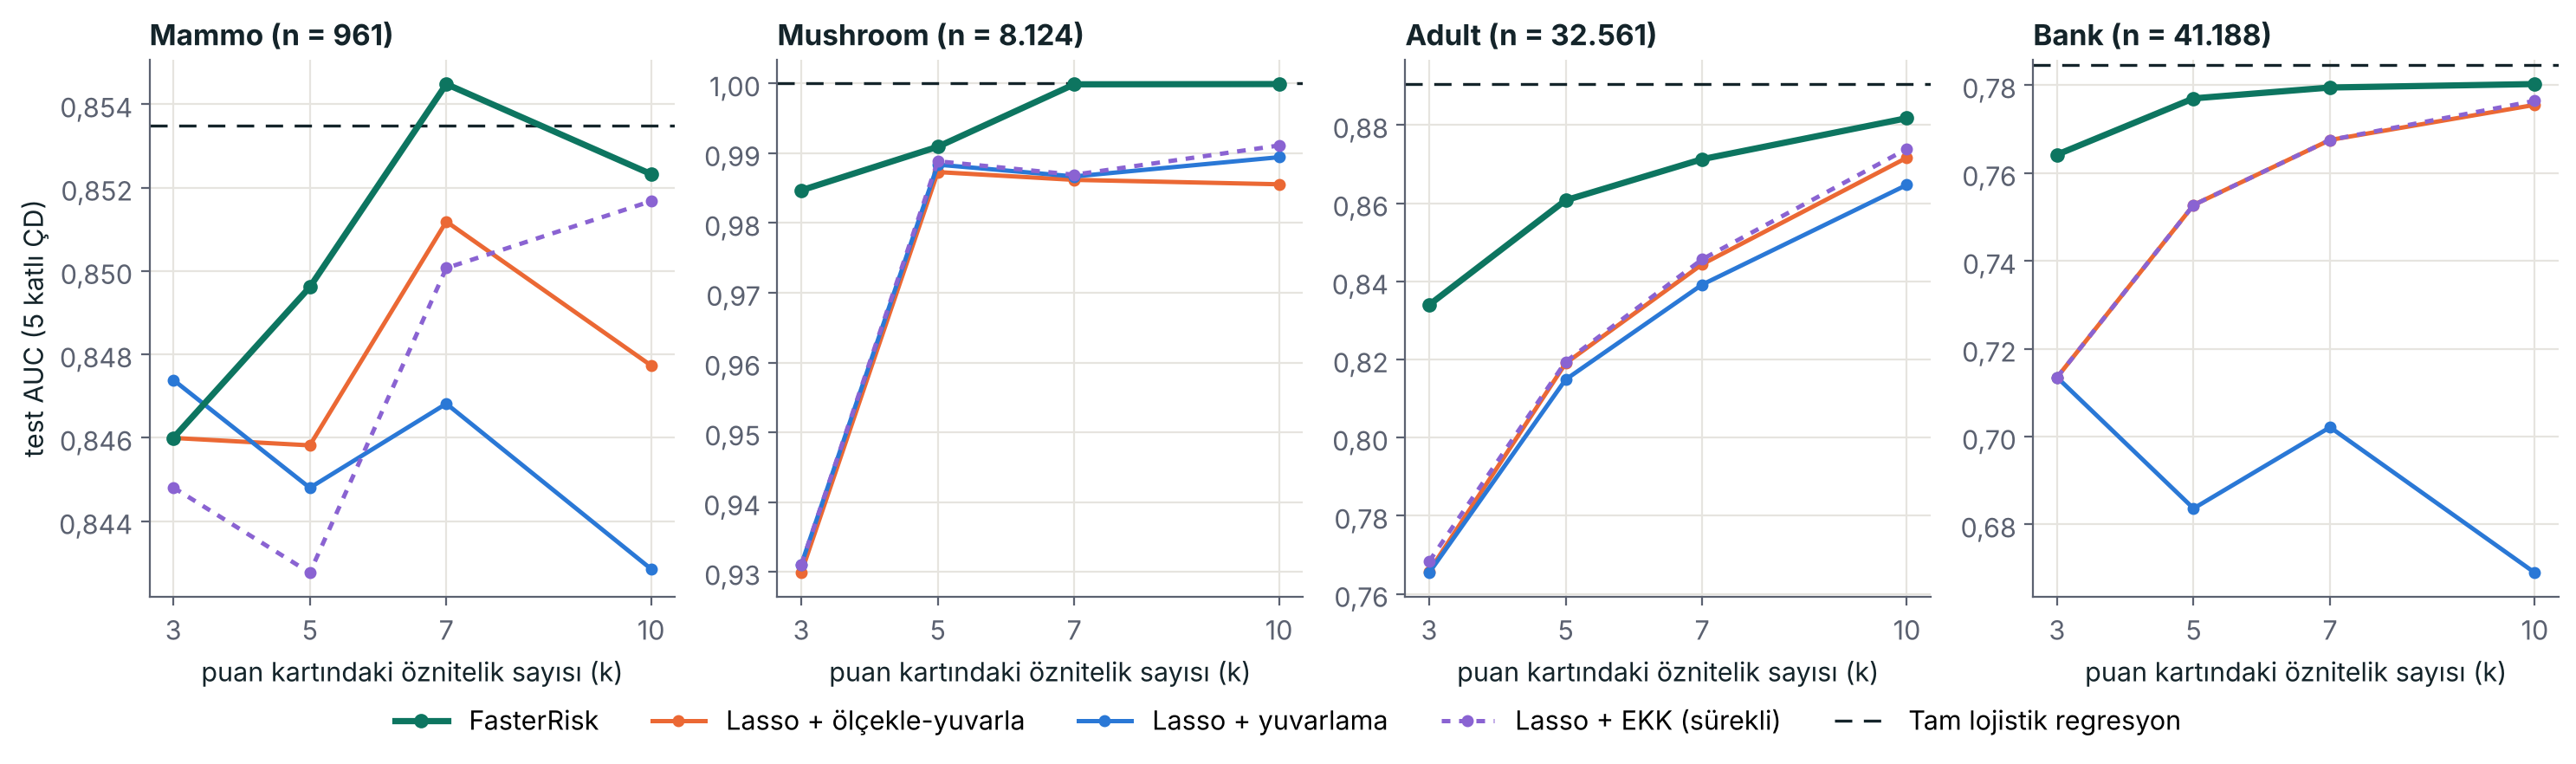 Mammo (n = 961)
test AUC (5 katlı ÇD)
0,854
0,852
0,850
0,848
0,846
0,844
3 5 7 10
puan kartındaki öznitelik sayısı (k)
Mushroom (n = 8.124)
1,00
0,99
0,98
0,97
0,96
0,95
0,94
0,93
3 5 7 10
puan kartındaki öznitelik sayısı (k)
Adult (n = 32.561)
0,88
0,86
0,84
0,82
0,80
0,78
0,76
3 5 7 10
puan kartındaki öznitelik sayısı (k)
Bank (n = 41.188)
0,78
0,76
0,74
0,72
0,70
0,68
3 5 7 10
puan kartındaki öznitelik sayısı (k)
FasterRisk
Lasso + ölçekle-yuvarla
Lasso + yuvarlama
Lasso + EKK (sürekli)
Tam lojistik regresyon